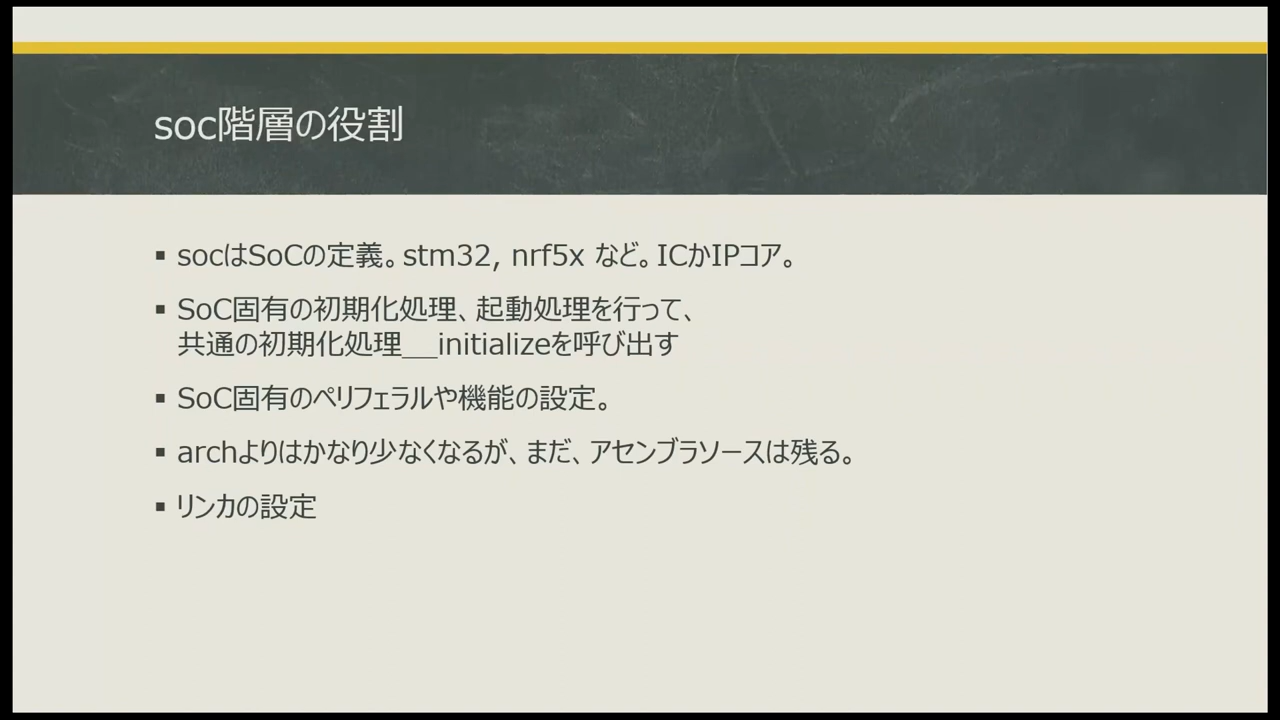 soc階層の役割
▪ socはSoCの定義。stm32, nrf5x など。ICかIPコア。
▪ SoC固有の初期化処理、起動処理を行って、
共通の初期化処理__initializeを呼び出す
▪ SoC固有のペリフェラルや機能の設定。
▪ archよりはかなり少なくなるが、まだ、アセンブラソースは残る。
▪ リンカの設定